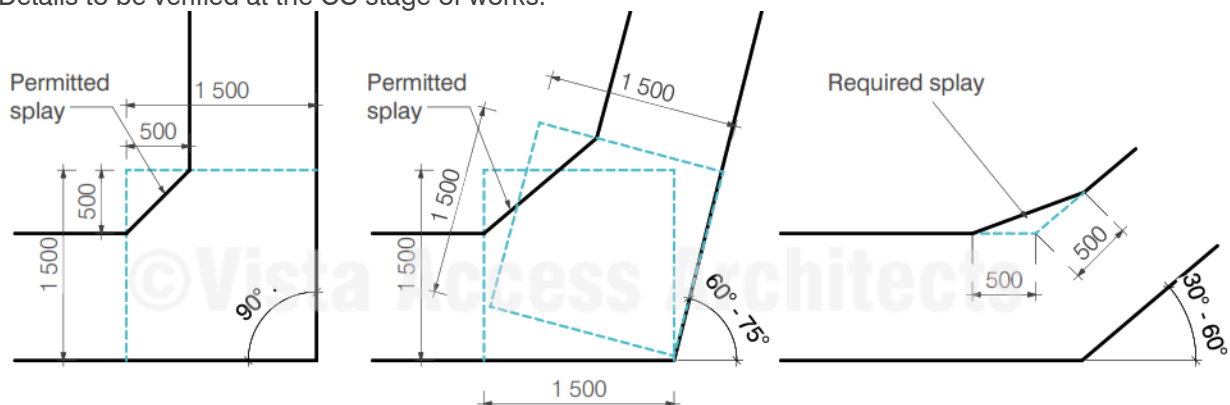 Details to be verified at the CC stage of works.
Permitted
splay
1 500
500
500
1 500
90°
Permitted
splay
1 500
1 500
1 500
1 500
60° - 75°
Required splay
500
500
30° - 60°
©Vista Access Architects